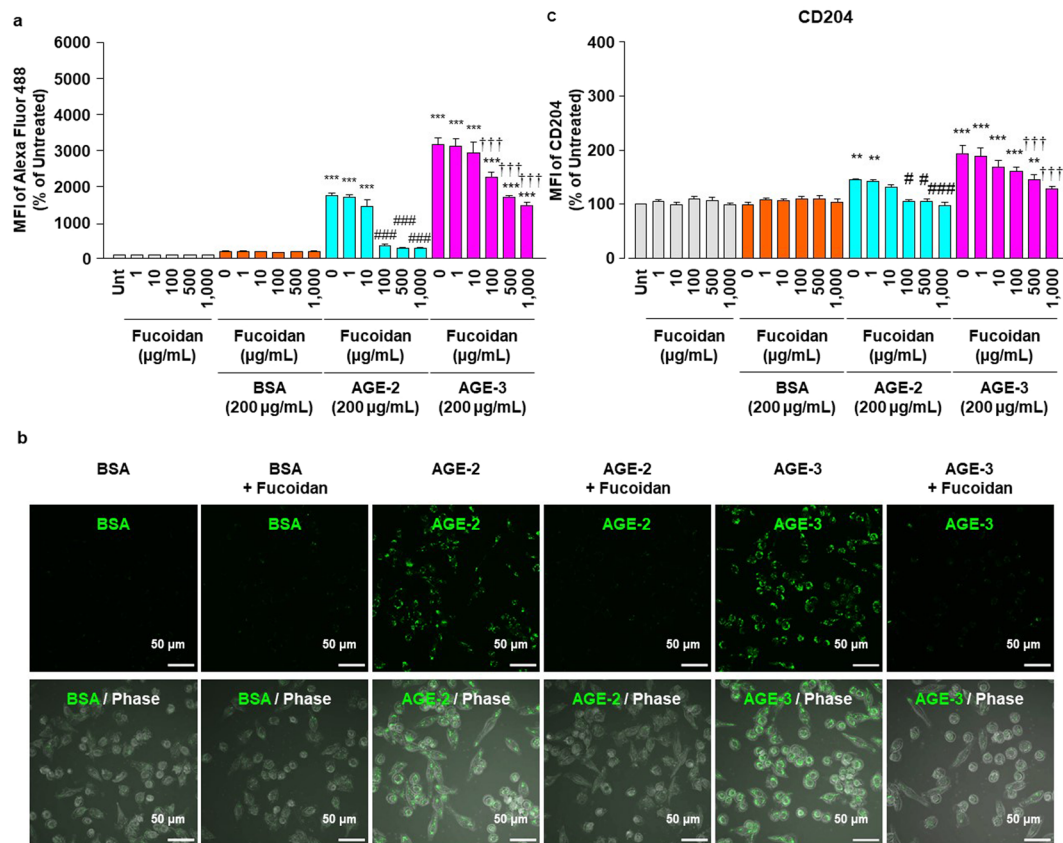 a
MFI of Alexa Fluor 488
(% of Untreated)
6000
5000
4000
3000
2000
1000
0
***
***
***
###
###
###
***
***
***
†††
***
†††
***
†††
***
Unt
1
10
100
500
1,000
0
1
10
100
500
1,000
0
1
10
100
500
1,000
0
1
10
100
500
1,000
Fucoidan
(µg/mL)
Fucoidan
(µg/mL)
Fucoidan
(µg/mL)
Fucoidan
(µg/mL)
BSA
(200 µg/mL)
AGE-2
(200 µg/mL)
AGE-3
(200 µg/mL)
c
CD204
MFI of CD204
(% of Untreated)
400
300
200
100
0
**
**
#
#
###
***
***
***
***
†††
**
†††
Unt
1
10
100
500
1,000
0
1
10
100
500
1,000
0
1
10
100
500
1,000
0
1
10
100
500
1,000
Fucoidan
(µg/mL)
Fucoidan
(µg/mL)
Fucoidan
(µg/mL)
Fucoidan
(µg/mL)
BSA
(200 µg/mL)
AGE-2
(200 µg/mL)
AGE-3
(200 µg/mL)
b
BSA
BSA
+ Fucoidan
AGE-2
AGE-2
+ Fucoidan
AGE-3
AGE-3
+ Fucoidan
BSA
50 µm
BSA
50 µm
AGE-2
50 µm
AGE-2
50 µm
AGE-3
50 µm
AGE-3
50 µm
BSA / Phase
50 µm
BSA / Phase
50 µm
AGE-2 / Phase
50 µm
AGE-2 / Phase
50 µm
AGE-3 / Phase
50 µm
AGE-3 / Phase
50 µm